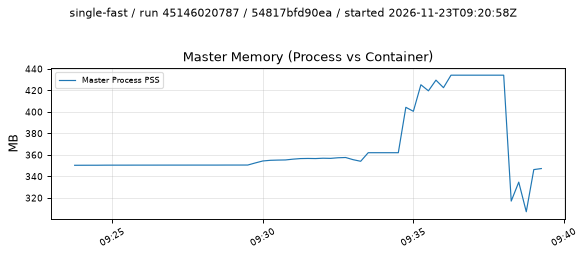 single-fast / run 45146020787 / 54817bfd90ea / started 2026-11-23T09:20:58Z
Master Memory (Process vs Container)
Master Process PSS
MB
440
420
400
380
360
340
320
09:25
09:30
09:35
09:40